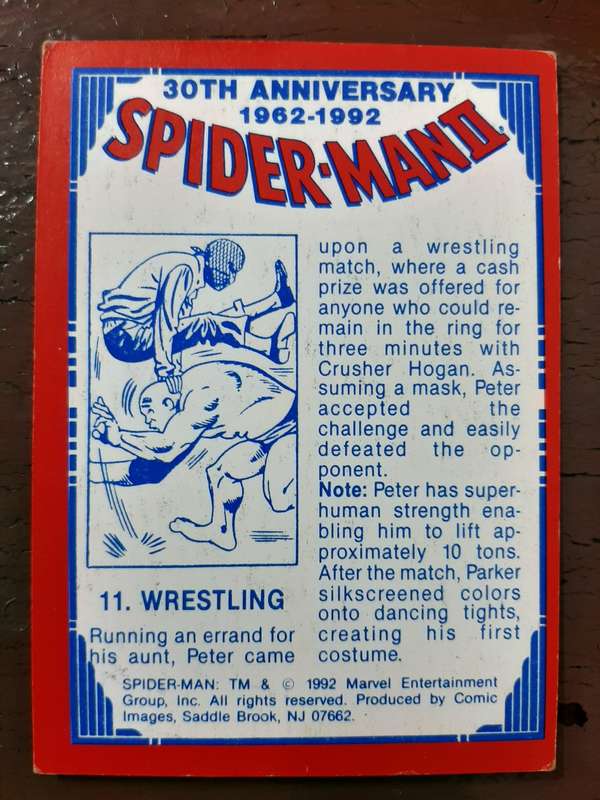 30TH ANNIVERSARY
1962-1992
SPIDER-MAN II
11. WRESTLING
Running an errand for
his aunt, Peter came
upon a wrestling
match, where a cash
prize was offered for
anyone who could re-
main in the ring for
three minutes with
Crusher Hogan. As-
suming a mask, Peter
accepted the
challenge and easily
defeated the op-
ponent.
Note: Peter has super-
human strength ena-
bling him to lift ap-
proximately 10 tons.
After the match, Parker
silkscreened colors
onto dancing tights,
creating his first
costume.
SPIDER-MAN: TM & © 1992 Marvel Entertainment
Group, Inc. All rights reserved. Produced by Comic
Images, Saddle Brook, NJ 07662.